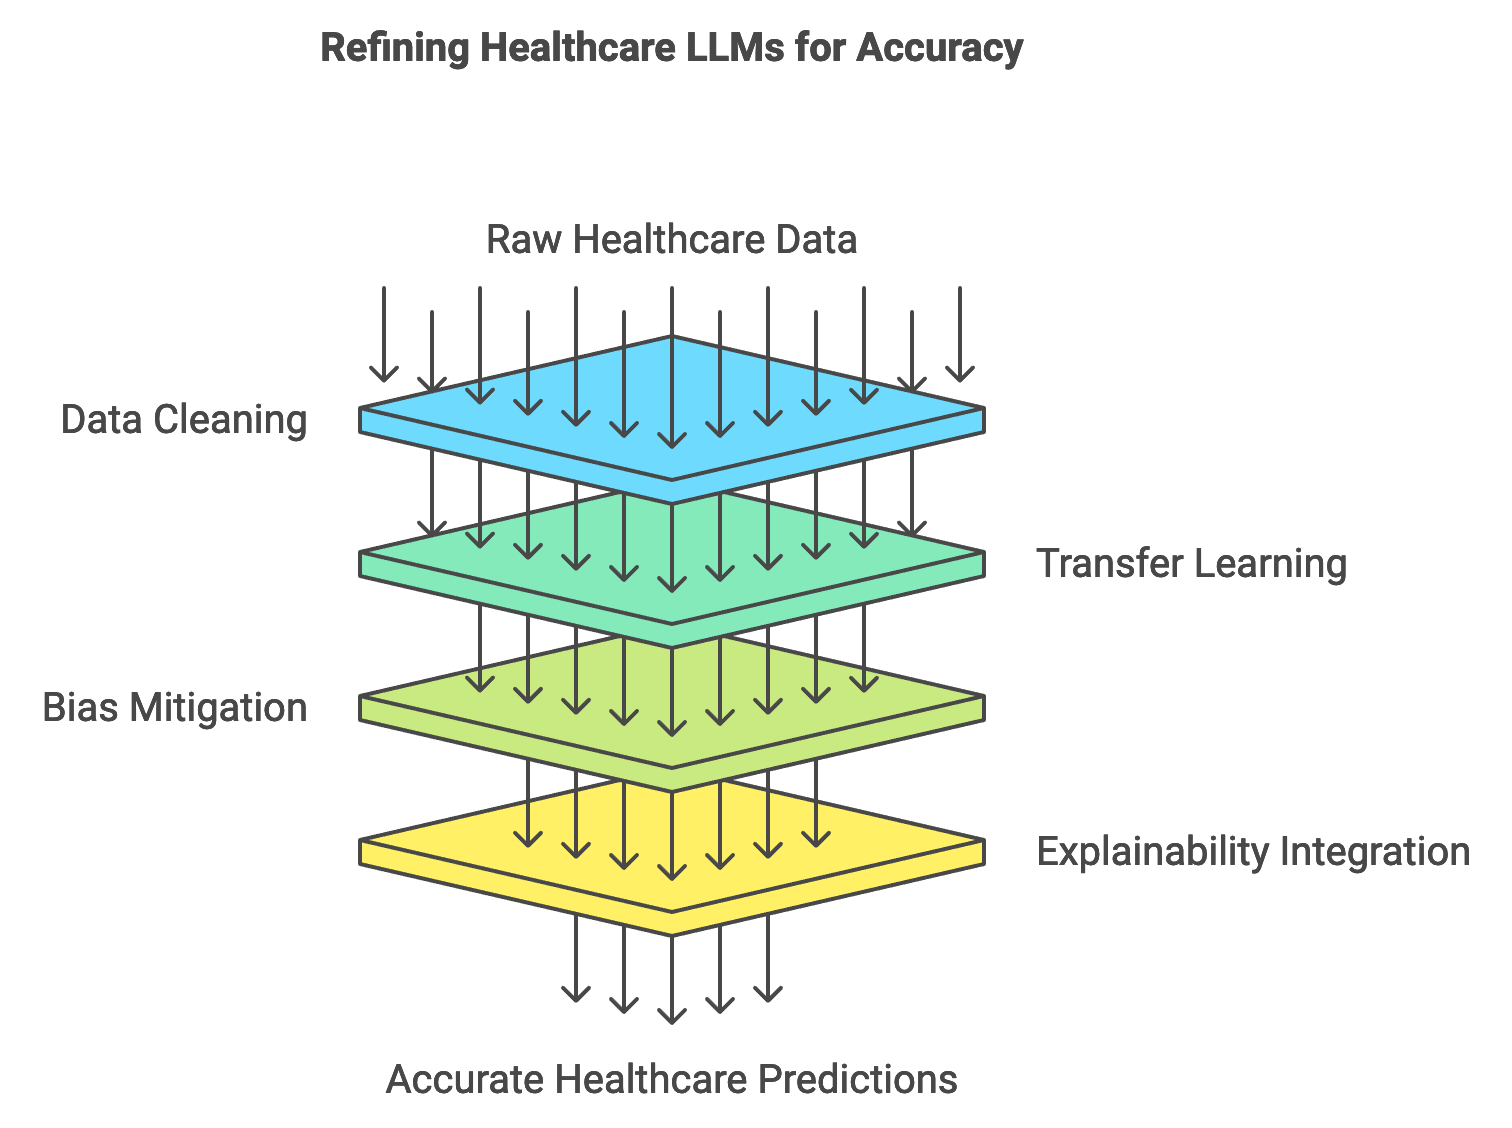 Refining Healthcare LLMs for Accuracy
Raw Healthcare Data
Data Cleaning
Transfer Learning
Bias Mitigation
Explainability Integration
Accurate Healthcare Predictions